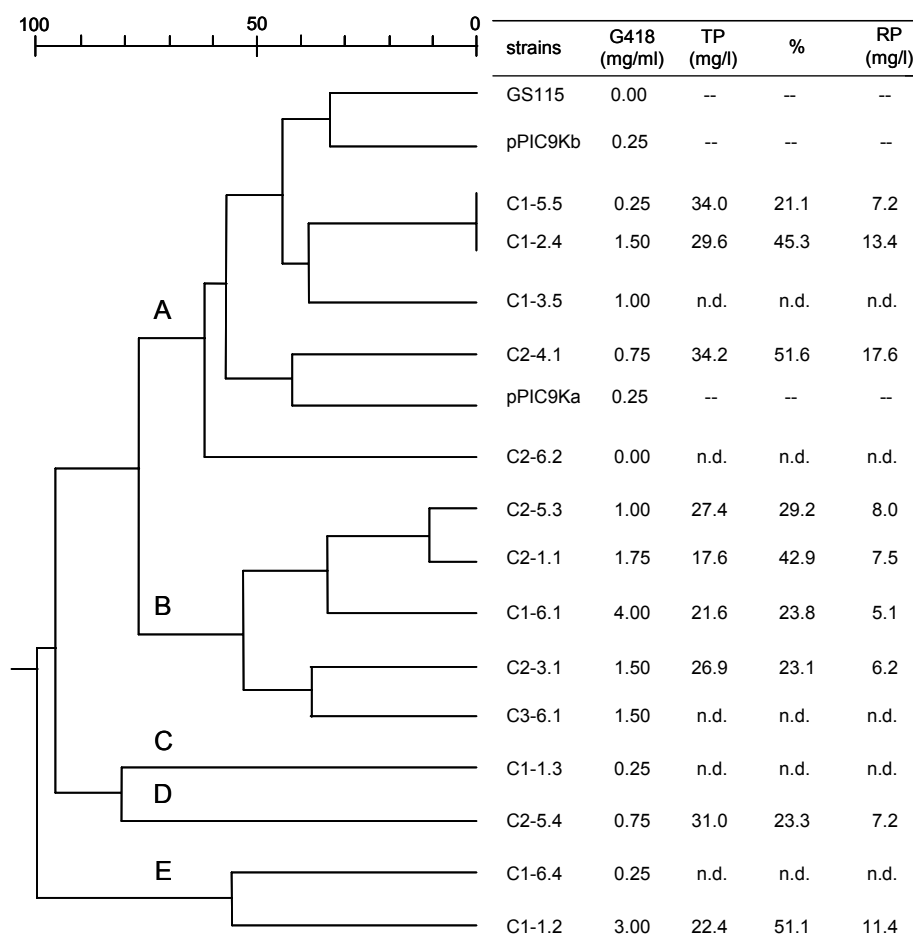 100 50 0
strains G418 (mg/ml) TP (mg/l) % RP (mg/l)
GS115 0.00 -- -- --
pPIC9Kb 0.25 -- -- --
C1-5.5 0.25 34.0 21.1 7.2
C1-2.4 1.50 29.6 45.3 13.4
C1-3.5 1.00 n.d. n.d. n.d.
A
C2-4.1 0.75 34.2 51.6 17.6
pPIC9Ka 0.25 -- -- --
C2-6.2 0.00 n.d. n.d. n.d.
C2-5.3 1.00 27.4 29.2 8.0
C2-1.1 1.75 17.6 42.9 7.5
B
C1-6.1 4.00 21.6 23.8 5.1
C2-3.1 1.50 26.9 23.1 6.2
C3-6.1 1.50 n.d. n.d. n.d.
C
C1-1.3 0.25 n.d. n.d. n.d.
D
C2-5.4 0.75 31.0 23.3 7.2
E
C1-6.4 0.25 n.d. n.d. n.d.
C1-1.2 3.00 22.4 51.1 11.4